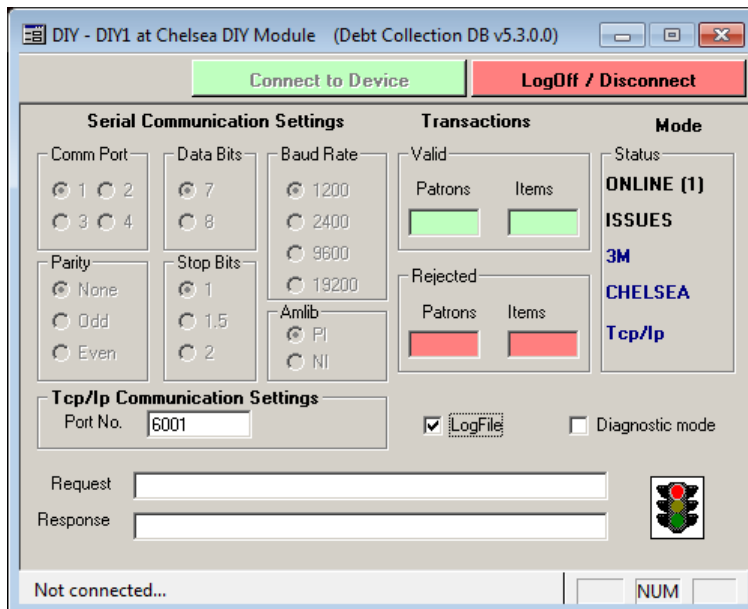 DIY - DIY1 at Chelsea DIY Module (Debt Collection DB v5.3.0.0)
Connect to Device
LogOff / Disconnect
Serial Communication Settings
Transactions
Mode
Comm Port
1 2
3 4
Data Bits
7
8
Baud Rate
1200
2400
9600
19200
Valid
Patrons Items
Status
ONLINE (1)
ISSUES
3M
CHELSEA
Tcp/Ip
Parity
None
Odd
Even
Stop Bits
1
1.5
2
Amlib
PI
NI
Rejected
Patrons Items
Tcp/Ip Communication Settings
Port No. 6001
LogFile
Diagnostic mode
Request
Response
Not connected...
NUM